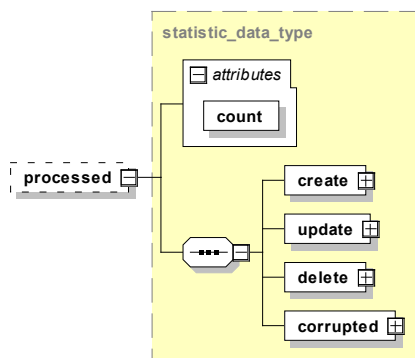 statistic_data_type
attributes
count
processed
create
update
delete
corrupted